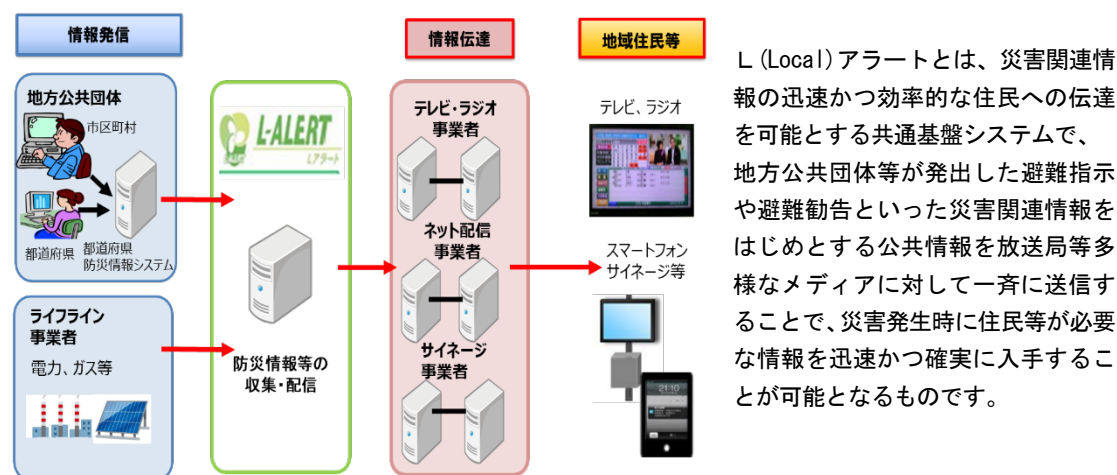 情報発信
情報伝達
地域住民等
地方公共団体
市区町村
都道府県
都道府県
防災情報システム
ライフライン
事業者
電力、ガス等
L-ALERT
Lアラート
防災情報等の
収集・配信
テレビ・ラジオ
事業者
ネット配信
事業者
サイネージ
事業者
テレビ、ラジオ
スマートフォン
サイネージ等
21:10
Ｌ(Local)アラートとは、災害関連情
報の迅速かつ効率的な住民への伝達
を可能とする共通基盤システムで、
地方公共団体等が発出した避難指示
や避難勧告といった災害関連情報を
はじめとする公共情報を放送局等多
様なメディアに対して一斉に送信す
ることで、災害発生時に住民等が必要
な情報を迅速かつ確実に入手するこ
とが可能となるものです。